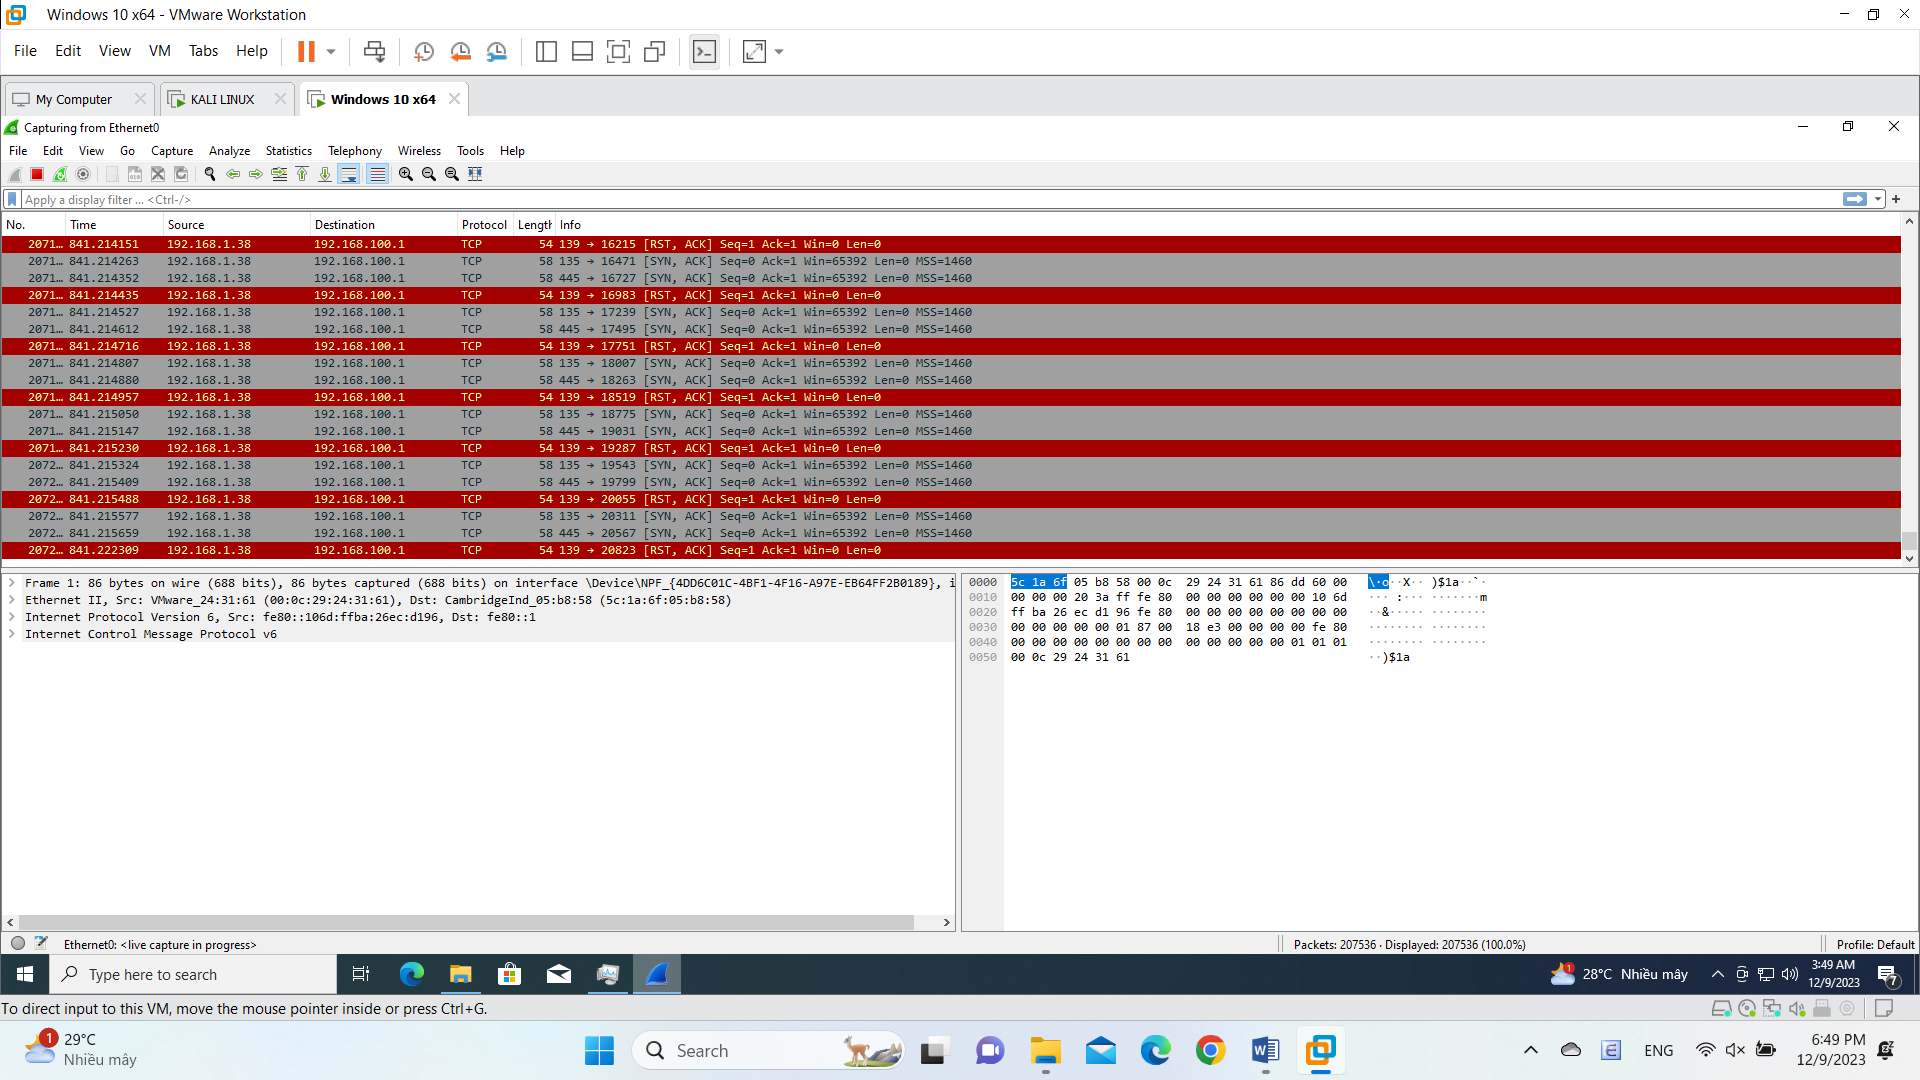 Windows 10 x64 - VMware Workstation
File Edit View VM Tabs Help
My Computer KALI LINUX Windows 10 x64
Capturing from Ethernet0
File Edit View Go Capture Analyze Statistics Telephony Wireless Tools Help
Apply a display filter ... <Ctrl-/>
No. Time Source Destination Protocol Length Info
2071… 841.214151 192.168.1.38 192.168.100.1 TCP 54 139 → 16215 [RST, ACK] Seq=1 Ack=1 Win=0 Len=0
2071… 841.214263 192.168.1.38 192.168.100.1 TCP 58 135 → 16471 [SYN, ACK] Seq=0 Ack=1 Win=65392 Len=0 MSS=1460
2071… 841.214352 192.168.1.38 192.168.100.1 TCP 58 445 → 16727 [SYN, ACK] Seq=0 Ack=1 Win=65392 Len=0 MSS=1460
2071… 841.214435 192.168.1.38 192.168.100.1 TCP 54 139 → 16983 [RST, ACK] Seq=1 Ack=1 Win=0 Len=0
2071… 841.214527 192.168.1.38 192.168.100.1 TCP 58 135 → 17239 [SYN, ACK] Seq=0 Ack=1 Win=65392 Len=0 MSS=1460
2071… 841.214612 192.168.1.38 192.168.100.1 TCP 58 445 → 17495 [SYN, ACK] Seq=0 Ack=1 Win=65392 Len=0 MSS=1460
2071… 841.214716 192.168.1.38 192.168.100.1 TCP 54 139 → 17751 [RST, ACK] Seq=1 Ack=1 Win=0 Len=0
2071… 841.214807 192.168.1.38 192.168.100.1 TCP 58 135 → 18007 [SYN, ACK] Seq=0 Ack=1 Win=65392 Len=0 MSS=1460
2071… 841.214880 192.168.1.38 192.168.100.1 TCP 58 445 → 18263 [SYN, ACK] Seq=0 Ack=1 Win=65392 Len=0 MSS=1460
2071… 841.214957 192.168.1.38 192.168.100.1 TCP 54 139 → 18519 [RST, ACK] Seq=1 Ack=1 Win=0 Len=0
2071… 841.215050 192.168.1.38 192.168.100.1 TCP 58 135 → 18775 [SYN, ACK] Seq=0 Ack=1 Win=65392 Len=0 MSS=1460
2071… 841.215147 192.168.1.38 192.168.100.1 TCP 58 445 → 19031 [SYN, ACK] Seq=0 Ack=1 Win=65392 Len=0 MSS=1460
2071… 841.215230 192.168.1.38 192.168.100.1 TCP 54 139 → 19287 [RST, ACK] Seq=1 Ack=1 Win=0 Len=0
2072… 841.215324 192.168.1.38 192.168.100.1 TCP 58 135 → 19543 [SYN, ACK] Seq=0 Ack=1 Win=65392 Len=0 MSS=1460
2072… 841.215409 192.168.1.38 192.168.100.1 TCP 58 445 → 19799 [SYN, ACK] Seq=0 Ack=1 Win=65392 Len=0 MSS=1460
2072… 841.215488 192.168.1.38 192.168.100.1 TCP 54 139 → 20055 [RST, ACK] Seq=1 Ack=1 Win=0 Len=0
2072… 841.215577 192.168.1.38 192.168.100.1 TCP 58 135 → 20311 [SYN, ACK] Seq=0 Ack=1 Win=65392 Len=0 MSS=1460
2072… 841.215659 192.168.1.38 192.168.100.1 TCP 58 445 → 20567 [SYN, ACK] Seq=0 Ack=1 Win=65392 Len=0 MSS=1460
2072… 841.222309 192.168.1.38 192.168.100.1 TCP 54 139 → 20823 [RST, ACK] Seq=1 Ack=1 Win=0 Len=0
Frame 1: 86 bytes on wire (688 bits), 86 bytes captured (688 bits) on interface \Device\NPF_{4DD6C01C-4BF1-4F16-A97E-EB64FF2B0189}, i
Ethernet II, Src: VMware_24:31:61 (00:0c:29:24:31:61), Dst: CambridgeInd_05:b8:58 (5c:1a:6f:05:b8:58)
Internet Protocol Version 6, Src: fe80::106d:ffba:26ec:d196, Dst: fe80::1
Internet Control Message Protocol v6
0000 5c 1a 6f 05 b8 58 00 0c 29 24 31 61 86 dd 60 00 \·o··X·· )$1a··`·
0010 00 00 00 20 3a ff fe 80 00 00 00 00 00 00 10 6d ··· :··· ·······m
0020 ff ba 26 ec d1 96 fe 80 00 00 00 00 00 00 00 00 ··&····· ········
0030 00 00 00 00 00 01 87 00 18 e3 00 00 00 00 fe 80 ········ ········
0040 00 00 00 00 00 00 00 00 00 00 00 00 00 01 01 01 ········ ········
0050 00 0c 29 24 31 61 ··)$1a
Ethernet0: <live capture in progress> Packets: 207536 · Displayed: 207536 (100.0%) Profile: Default
Type here to search 1 28°C Nhiều mây 3:49 AM
12/9/2023 7
To direct input to this VM, move the mouse pointer inside or press Ctrl+G.
1 29°C
Nhiều mây
Search
ENG
6:49 PM
12/9/2023